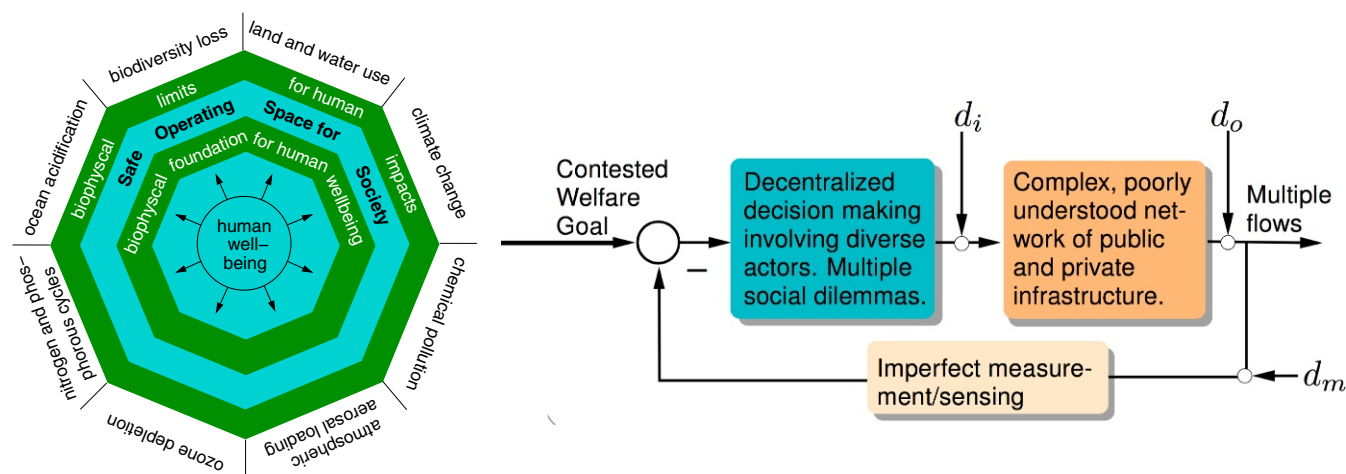 biodiversity loss
land and water use
climate change
chemical pollution
atmospheric
aerosal loading
ozone depletion
nitrogen and phos–
phorous cycles
ocean acidification
biophyscal
limits
for human
impacts
Safe
Operating
Space for
Society
biophyscal
foundation
for human
wellbeing
human
well–
being
Contested
Welfare
Goal
–
Decentralized
decision making
involving diverse
actors. Multiple
social dilemmas.
d_i
Complex, poorly
understood net-
work of public
and private
infrastructure.
d_o
Multiple
flows
Imperfect measure-
ment/sensing
d_m